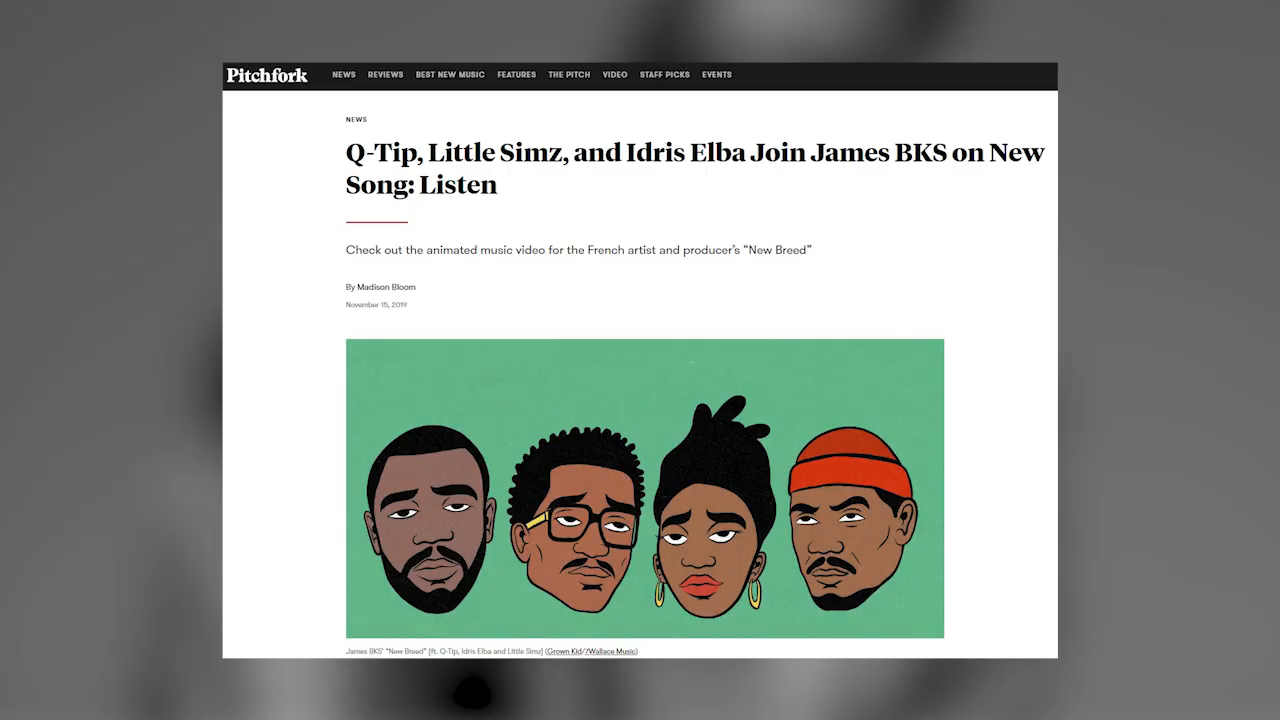 Pitchfork NEWS REVIEWS BEST NEW MUSIC FEATURES THE PITCH VIDEO STAFF PICKS EVENTS
NEWS
Q-Tip, Little Simz, and Idris Elba Join James BKS on New
Song: Listen
Check out the animated music video for the French artist and producer's “New Breed”
By Madison Bloom
November 15, 2019
James BKS' “New Breed” [ft. Q-Tip, Idris Elba and Little Simz] (Grown Kid/7Wallace Music)